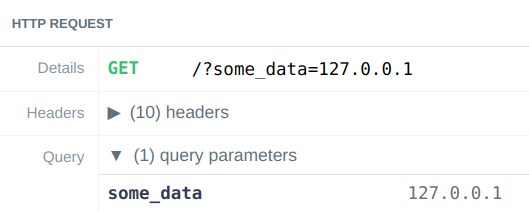 HTTP REQUEST
Details GET /?some_data=127.0.0.1
Headers ▶ (10) headers
Query ▼ (1) query parameters
some_data 127.0.0.1